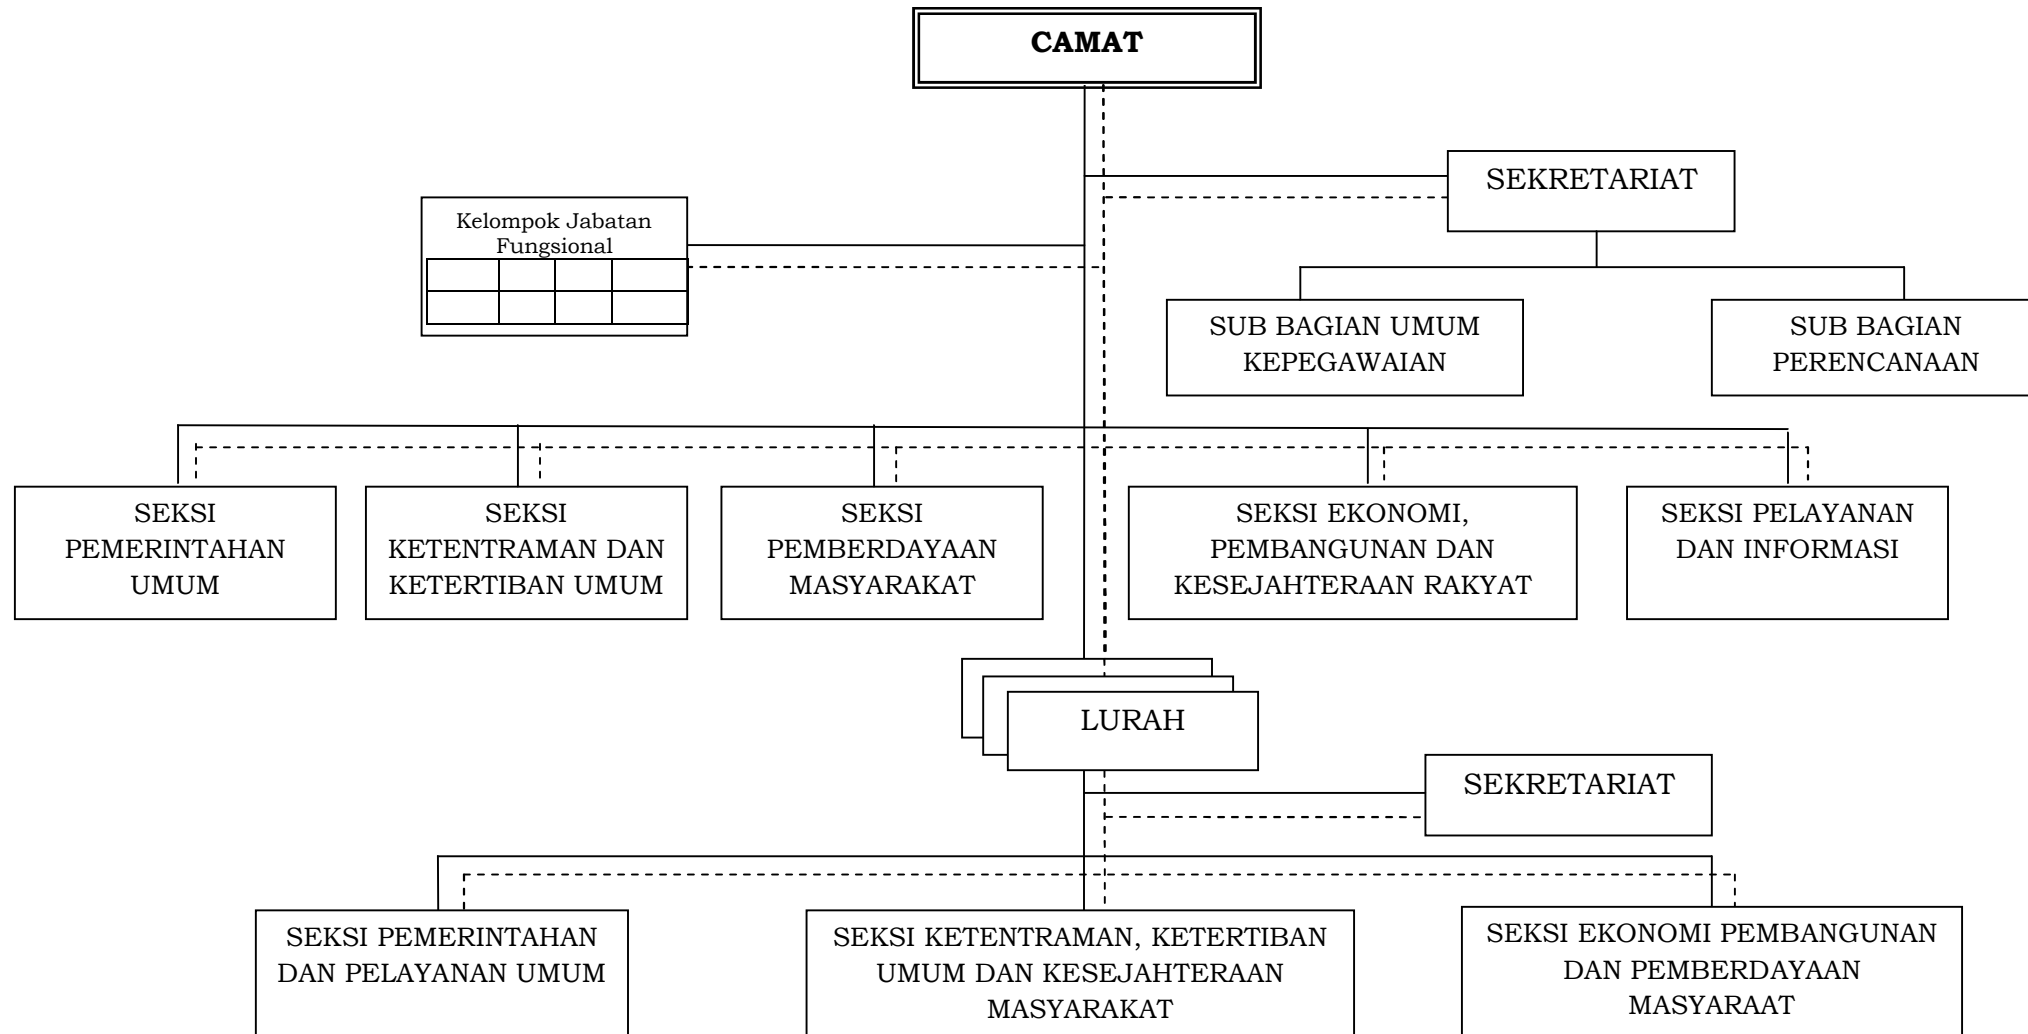 CAMAT
SEKRETARIAT
Kelompok Jabatan
Fungsional
SUB BAGIAN UMUM
KEPEGAWAIAN
SUB BAGIAN
PERENCANAAN
SEKSI
PEMERINTAHAN
UMUM
SEKSI
KETENTRAMAN DAN
KETERTIBAN UMUM
SEKSI
PEMBERDAYAAN
MASYARAKAT
SEKSI EKONOMI,
PEMBANGUNAN DAN
KESEJAHTERAAN RAKYAT
SEKSI PELAYANAN
DAN INFORMASI
LURAH
SEKRETARIAT
SEKSI PEMERINTAHAN
DAN PELAYANAN UMUM
SEKSI KETENTRAMAN, KETERTIBAN
UMUM DAN KESEJAHTERAAN
MASYARAKAT
SEKSI EKONOMI PEMBANGUNAN
DAN PEMBERDAYAAN
MASYARAAT